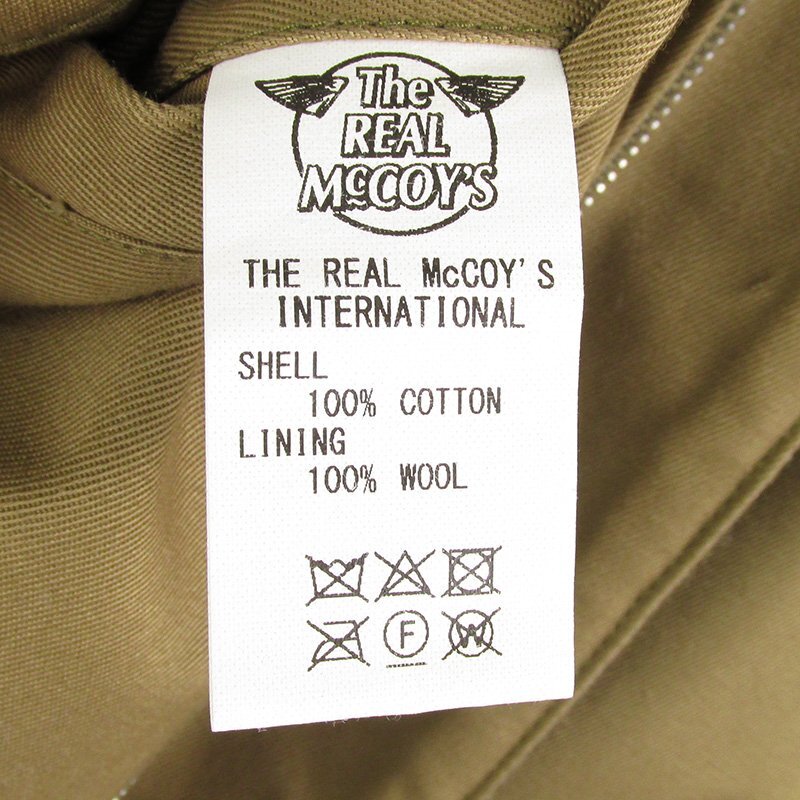 The
REAL
McCOY'S
THE REAL McCOY'S
INTERNATIONAL
SHELL
100% COTTON
LINING
100% WOOL
F W